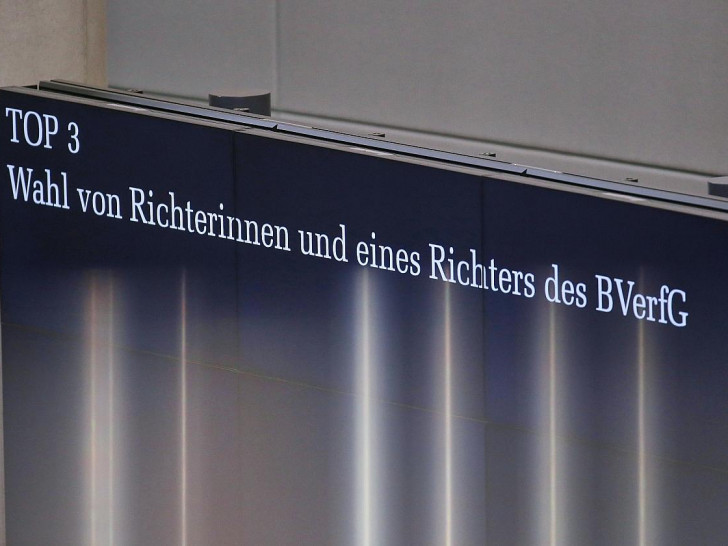 TOP 3
Wahl von Richterinnen und eines Richters des BVerfG